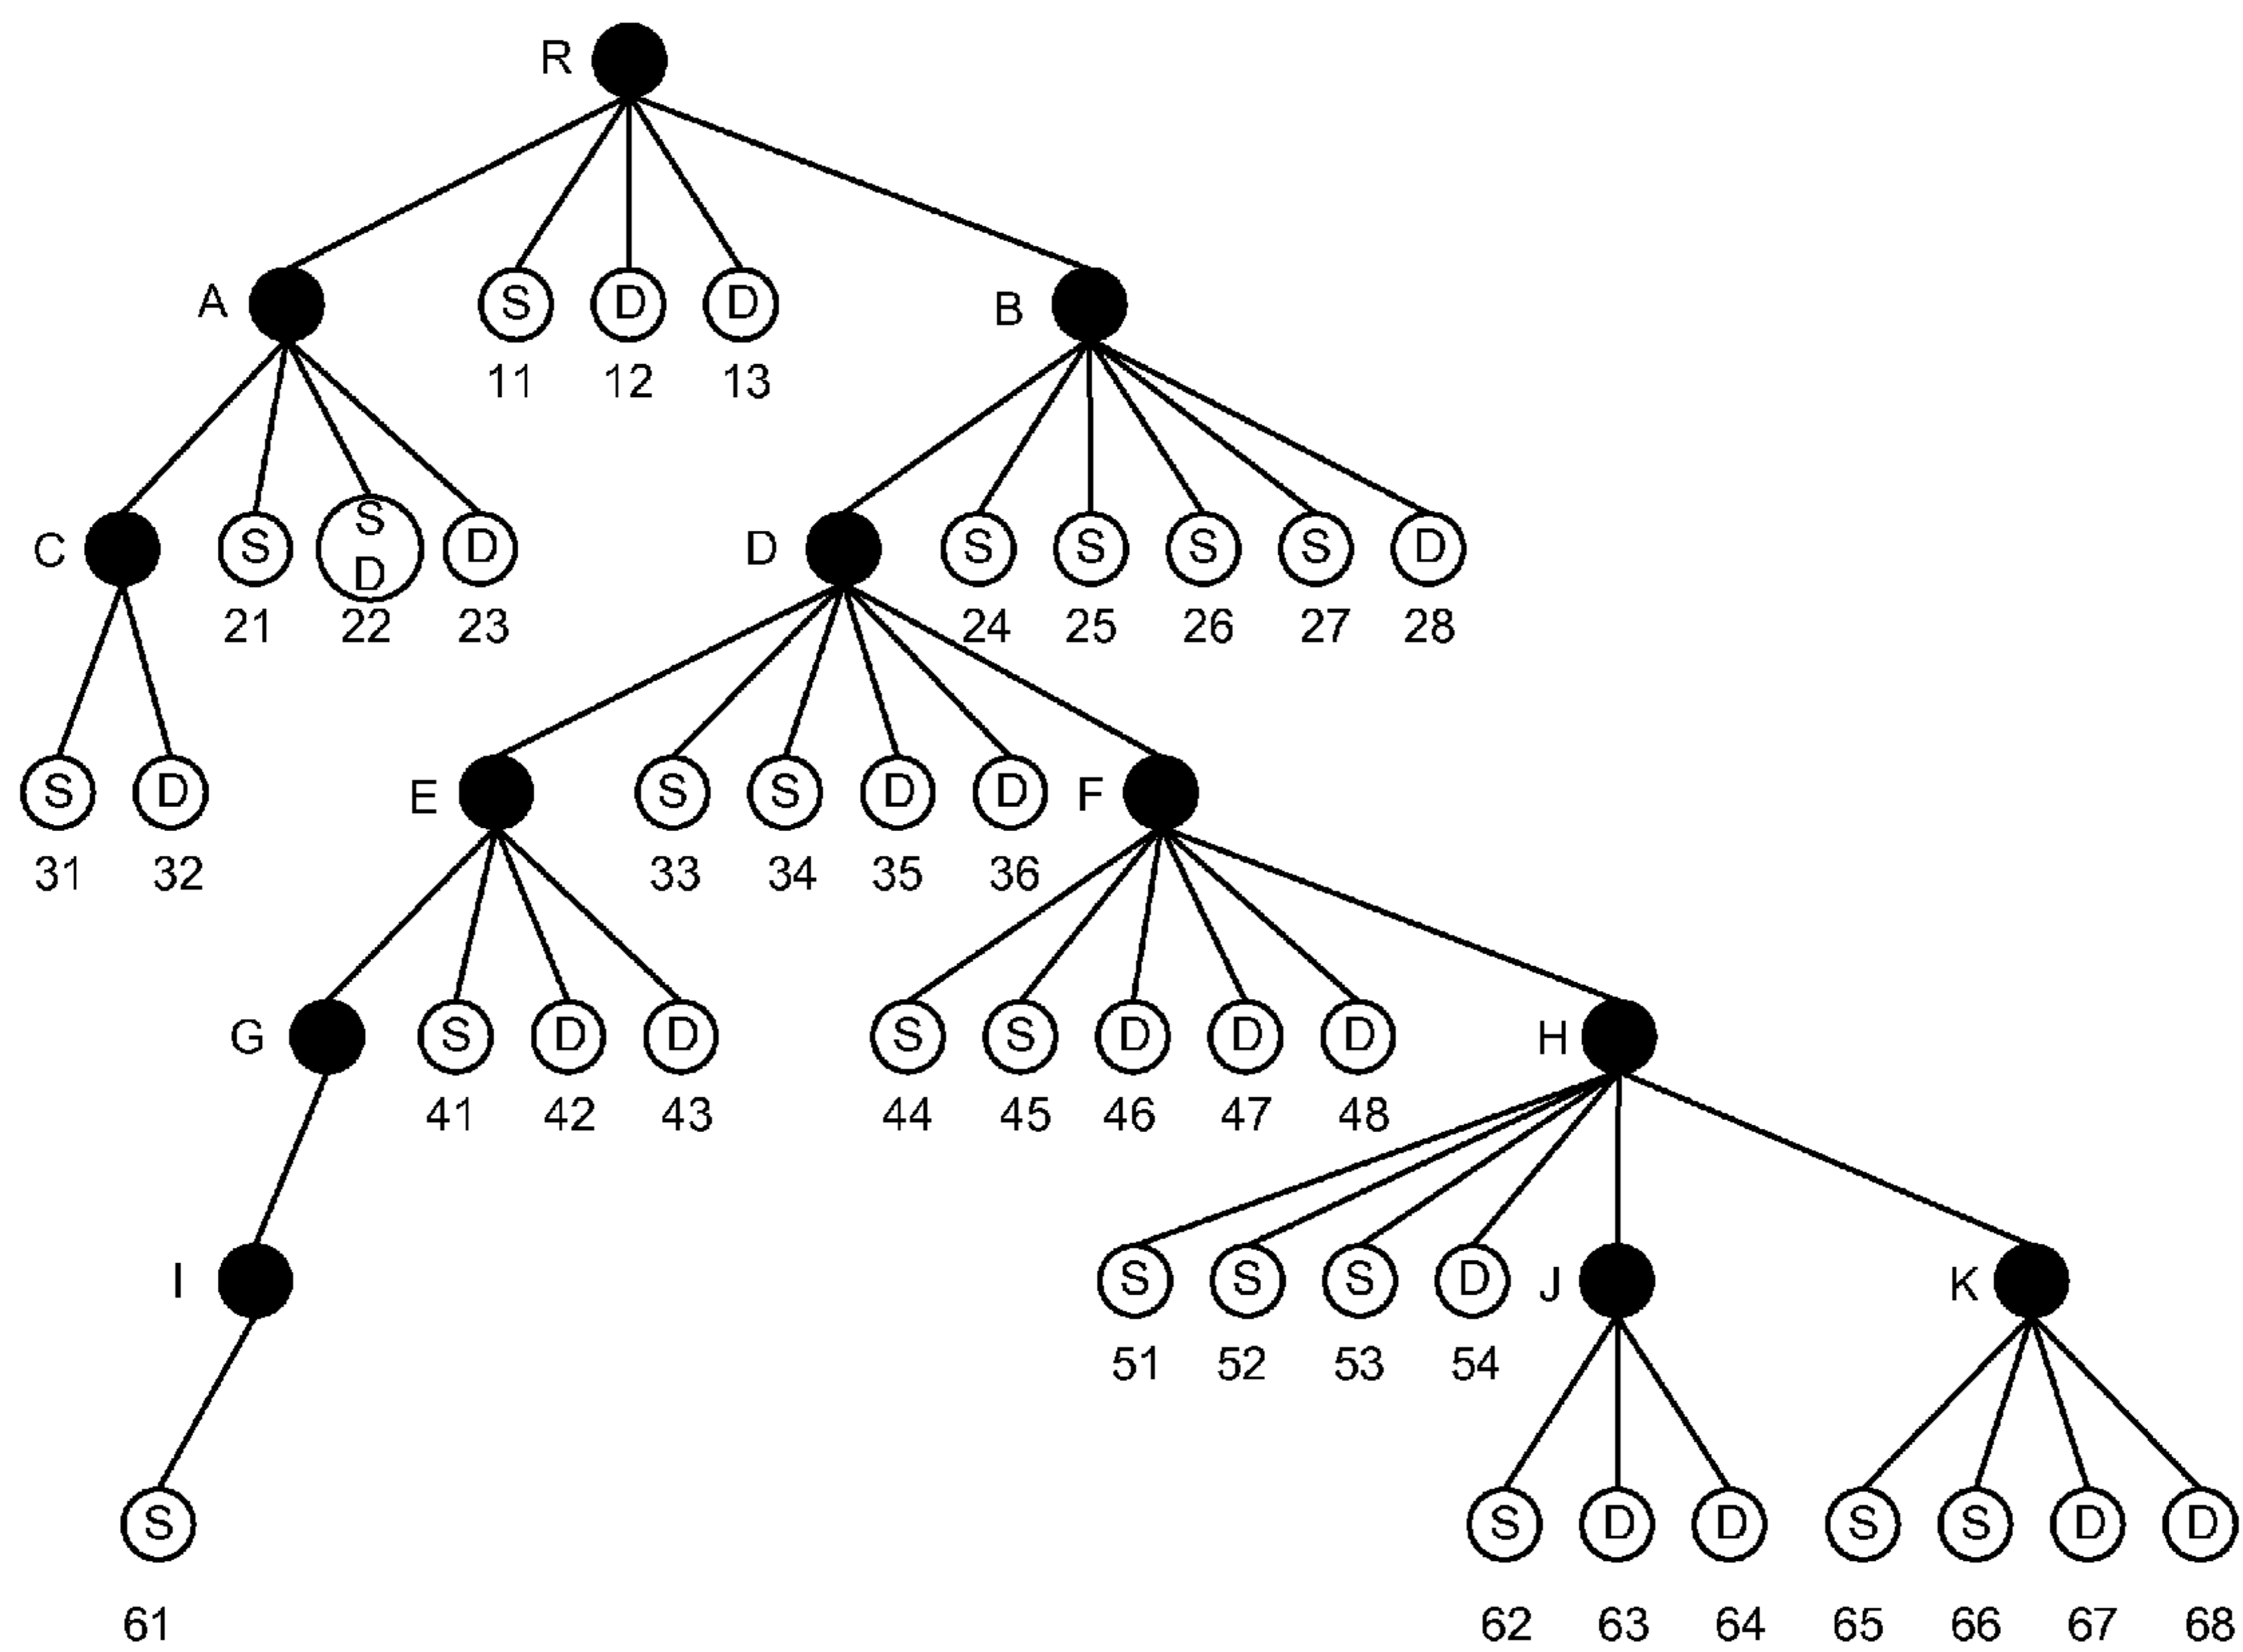 R
A S D D B
11 12 13
C S S D D D S S S S D
21 22 23 24 25 26 27 28
S D E S S D D F
31 32 33 34 35 36
G S D D S S D D D H
41 42 43 44 45 46 47 48
I S S S D J K
51 52 53 54
S S D D S S D D
61 62 63 64 65 66 67 68